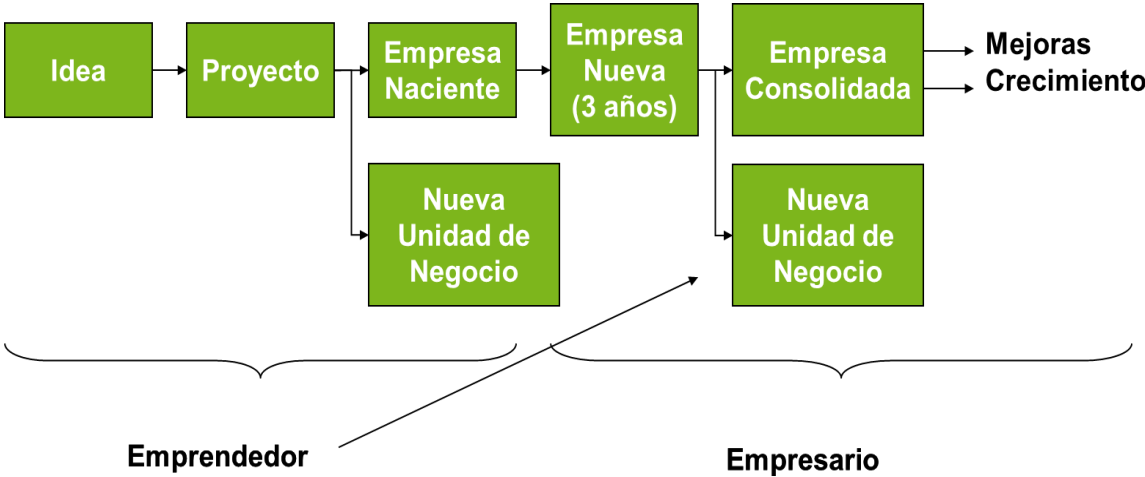 Idea
Proyecto
Empresa
Naciente
Empresa
Nueva
(3 años)
Empresa
Consolidada
Mejoras
Crecimiento
Nueva
Unidad de
Negocio
Nueva
Unidad de
Negocio
Emprendedor
Empresario